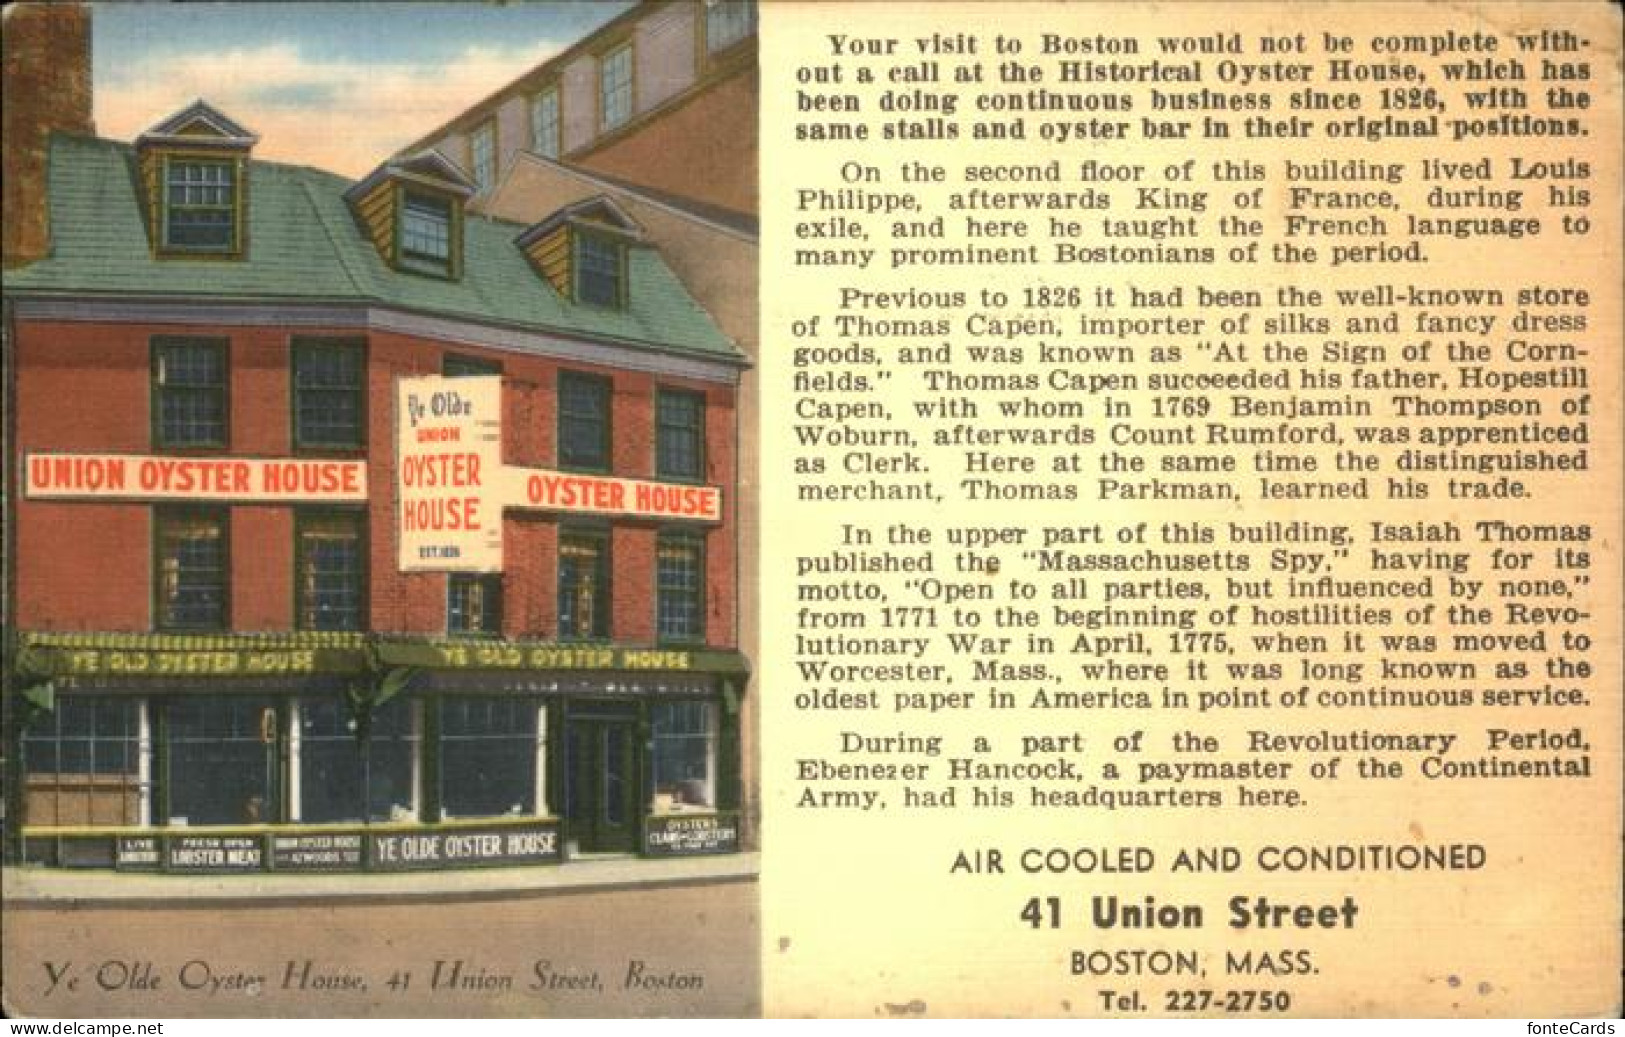 Ye Olde
UNION
OYSTER
HOUSE
EST. 1826
UNION OYSTER HOUSE
OYSTER HOUSE
YE OLD OYSTER HOUSE
YE OLD OYSTER HOUSE
LIVE
LOBSTERS
FRESH OPEN
LOBSTER MEAT
UNION OYSTER HOUSE
YE OLDE OYSTER HOUSE
OYSTERS
CLAMS-LOBSTERS
Ye Olde Oyster House, 41 Union Street, Boston
Your visit to Boston would not be complete with-
out a call at the Historical Oyster House, which has
been doing continuous business since 1826, with the
same stalls and oyster bar in their original positions.
On the second floor of this building lived Louis
Philippe, afterwards King of France, during his
exile, and here he taught the French language to
many prominent Bostonians of the period.
Previous to 1826 it had been the well-known store
of Thomas Capen, importer of silks and fancy dress
goods, and was known as "At the Sign of the Corn-
fields." Thomas Capen succeeded his father, Hopestill
Capen, with whom in 1769 Benjamin Thompson of
Woburn, afterwards Count Rumford, was apprenticed
as Clerk. Here at the same time the distinguished
merchant, Thomas Parkman, learned his trade.
In the upper part of this building, Isaiah Thomas
published the "Massachusetts Spy," having for its
motto, "Open to all parties, but influenced by none,"
from 1771 to the beginning of hostilities of the Revo-
lutionary War in April, 1775, when it was moved to
Worcester, Mass., where it was long known as the
oldest paper in America in point of continuous service.
During a part of the Revolutionary Period,
Ebenezer Hancock, a paymaster of the Continental
Army, had his headquarters here.
AIR COOLED AND CONDITIONED
41 Union Street
BOSTON, MASS.
Tel. 227-2750
www.delcampe.net
fonteCards